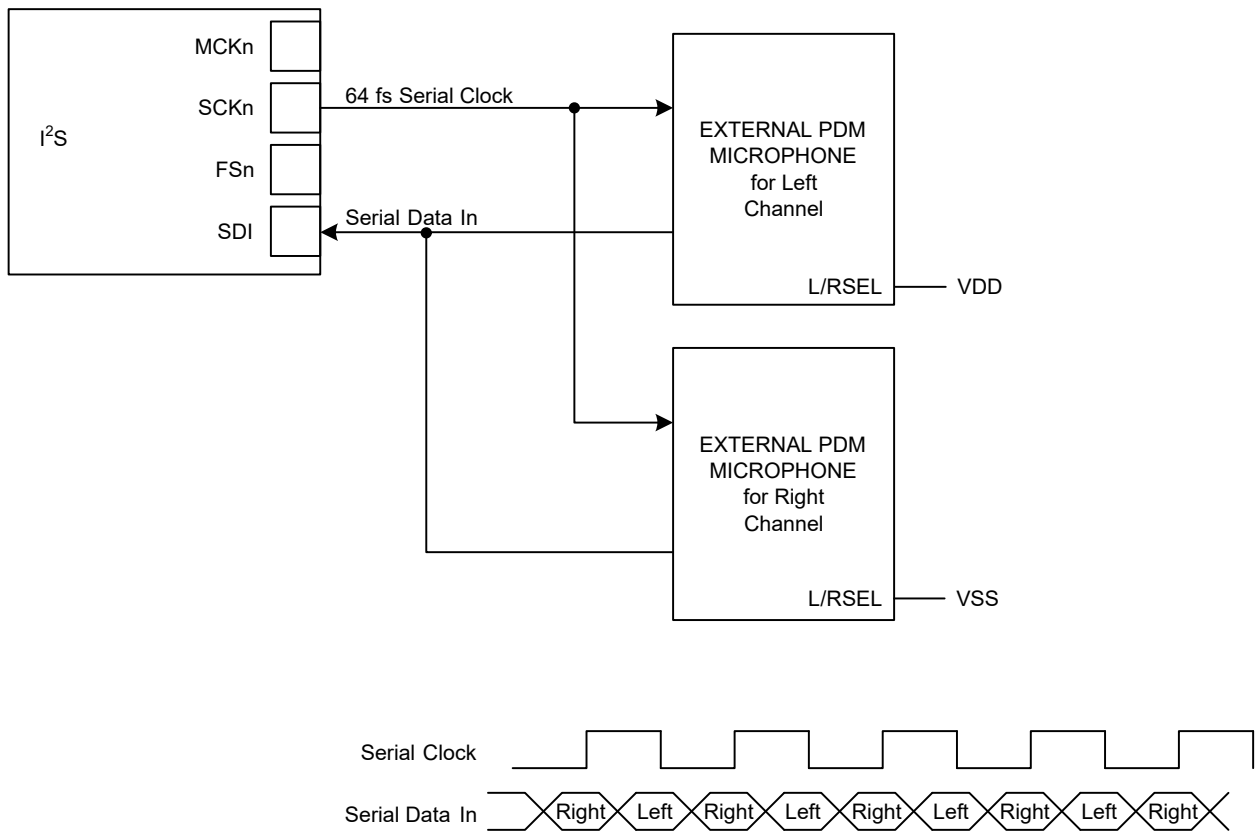 MCKn
SCKn
64 fs Serial Clock
I²S
FSn
SDI
Serial Data In
EXTERNAL PDM
MICROPHONE
for Left
Channel
L/RSEL
VDD
EXTERNAL PDM
MICROPHONE
for Right
Channel
L/RSEL
VSS
Serial Clock
Serial Data In
Right Left Right Left Right Left Right Left Right